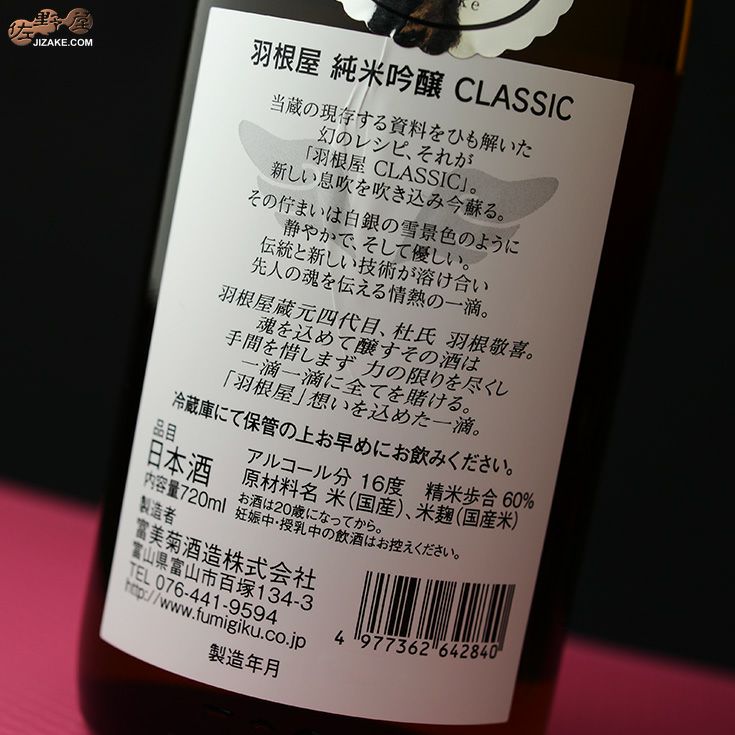 佐野屋
JIZAKE.COM
羽根屋 純米吟醸 CLASSIC
当蔵の現存する資料をひも解いた
幻のレシピ、それが
「羽根屋 CLASSIC」。
新しい息吹を吹き込み今蘇る。
その佇まいは白銀の雪景色のように
静やかで、そして優しい。
伝統と新しい技術が溶け合い
先人の魂を伝える情熱の一滴。
羽根屋蔵元四代目、杜氏 羽根敬喜。
魂を込めて醸すその酒は
手間を惜しまず 力の限りを尽くし
一滴一滴に全てを賭ける。
「羽根屋」想いを込めた一滴。
冷蔵庫にて保管の上お早めにお飲みください。
品目
日本酒
内容量720ml
アルコール分 16度 精米歩合 60%
原材料名 米(国産)、米麹(国産米)
お酒は20歳になってから。
妊娠中・授乳中の飲酒はお控えください。
製造者
富美菊酒造株式会社
富山県富山市百塚134-3
TEL 076-441-9594
http://www.fumigiku.co.jp
4 977362 642840
製造年月